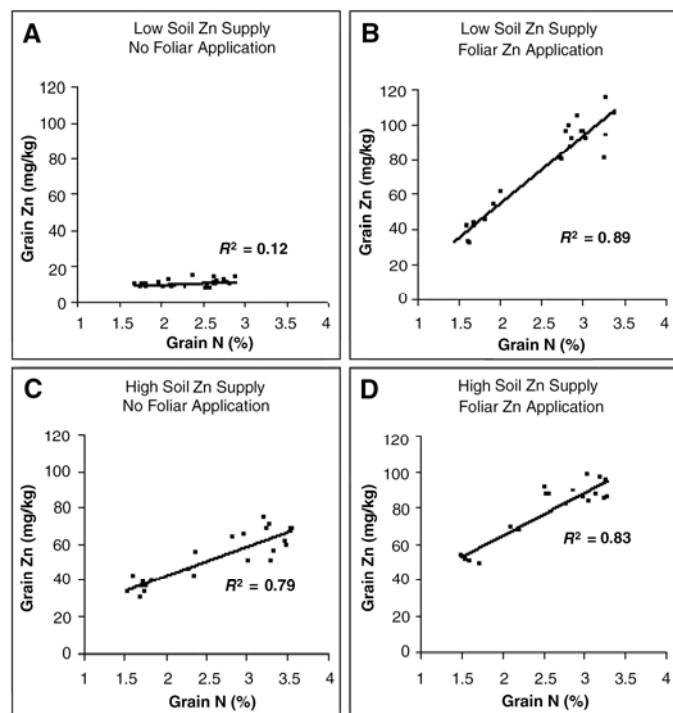 A
Low Soil Zn Supply
No Foliar Application
Grain Zn (mg/kg)
120
100
80
60
40
20
0
R² = 0.12
1 1.5 2 2.5 3 3.5 4
Grain N (%)
B
Low Soil Zn Supply
Foliar Zn Application
Grain Zn (mg/kg)
120
100
80
60
40
20
0
R² = 0.89
1 1.5 2 2.5 3 3.5 4
Grain N (%)
C
High Soil Zn Supply
No Foliar Application
Grain Zn (mg/kg)
120
100
80
60
40
20
0
R² = 0.79
1 1.5 2 2.5 3 3.5 4
Grain N (%)
D
High Soil Zn Supply
Foliar Zn Application
Grain Zn (mg/kg)
120
100
80
60
40
20
0
R² = 0.83
1 1.5 2 2.5 3 3.5 4
Grain N (%)